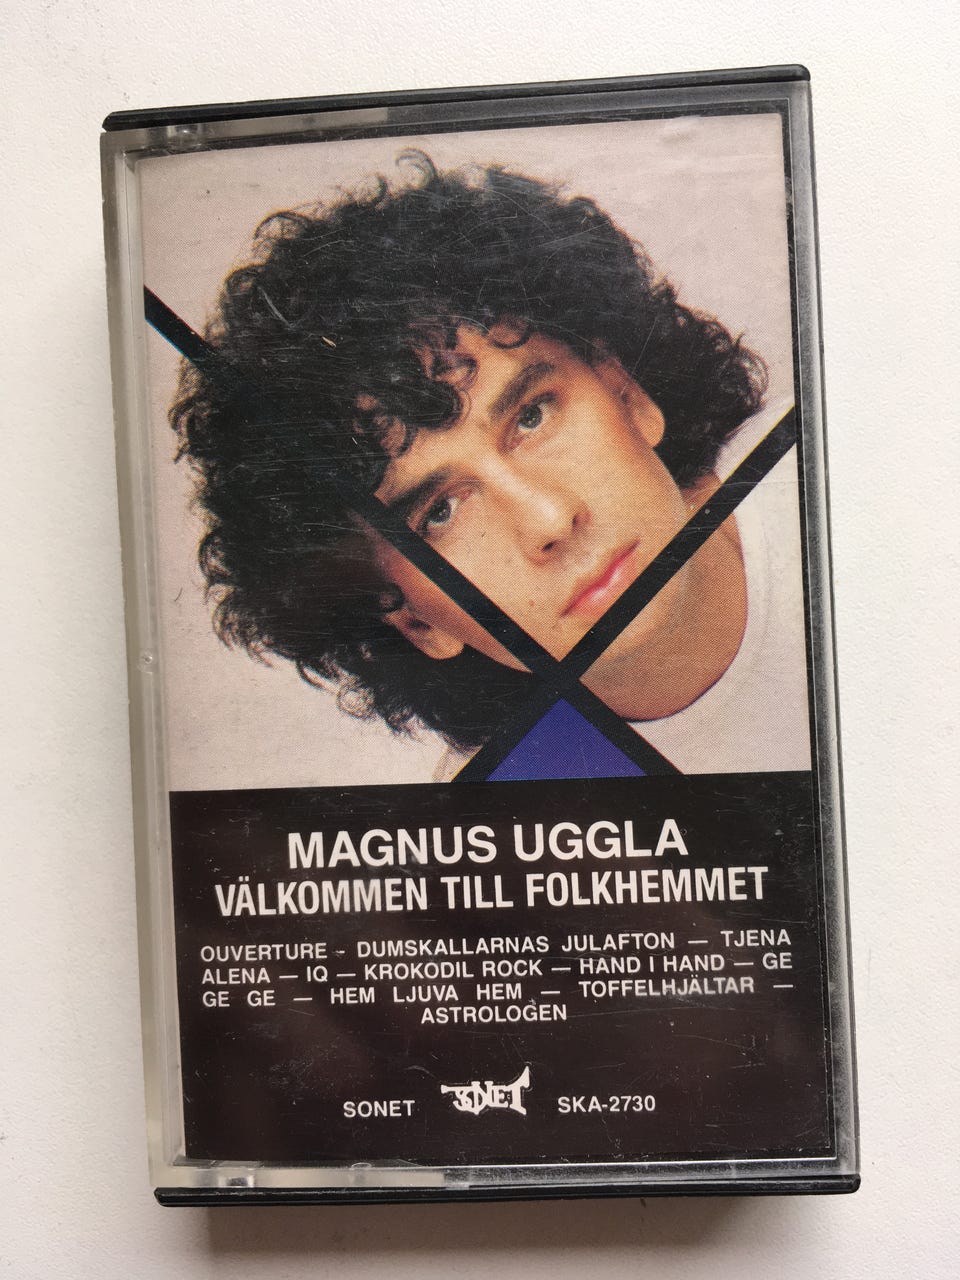 MAGNUS UGGLA
VÄLKOMMEN TILL FOLKHEMMET
OUVERTURE - DUMSKALLARNAS JULAFTON — TJENA
ALENA — IQ — KROKODIL ROCK — HAND I HAND — GE
GE GE — HEM LJUVA HEM — TOFFELHJÄLTAR —
ASTROLOGEN
SONET SONET SKA-2730